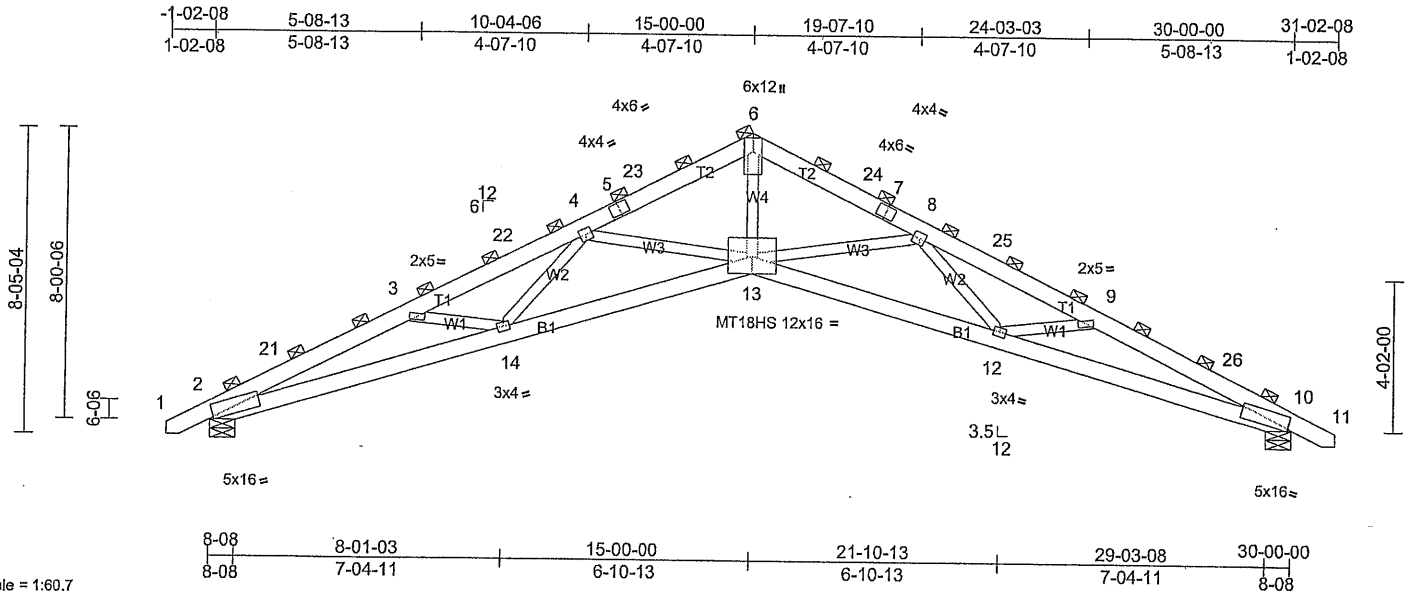 -1-02-08 5-08-13 10-04-06 15-00-00 19-07-10 24-03-03 30-00-00 31-02-08
1-02-08 5-08-13 4-07-10 4-07-10 4-07-10 4-07-10 5-08-13 1-02-08
6x12
4x6 =
6
4x4 =
4x4 =
4x6 =
5 23 T2 T2 24 7
12
6
4
W4
8
22
W3 W3
25
2x5 =
W2 W2
2x5 =
3 T1
T1 9
W1 W1
13
21
B1
MT18HS 12x16 =
B1
14
12
26
2
3x4 =
3x4 =
10
1
11
3.5
12
5x16 =
5x16 =
8-05-04
8-00-06
6-06
4-02-00
8-08 8-01-03 15-00-00 21-10-13 29-03-08 30-00-00
8-08 7-04-11 6-10-13 6-10-13 7-04-11 8-08
le = 1:60.7